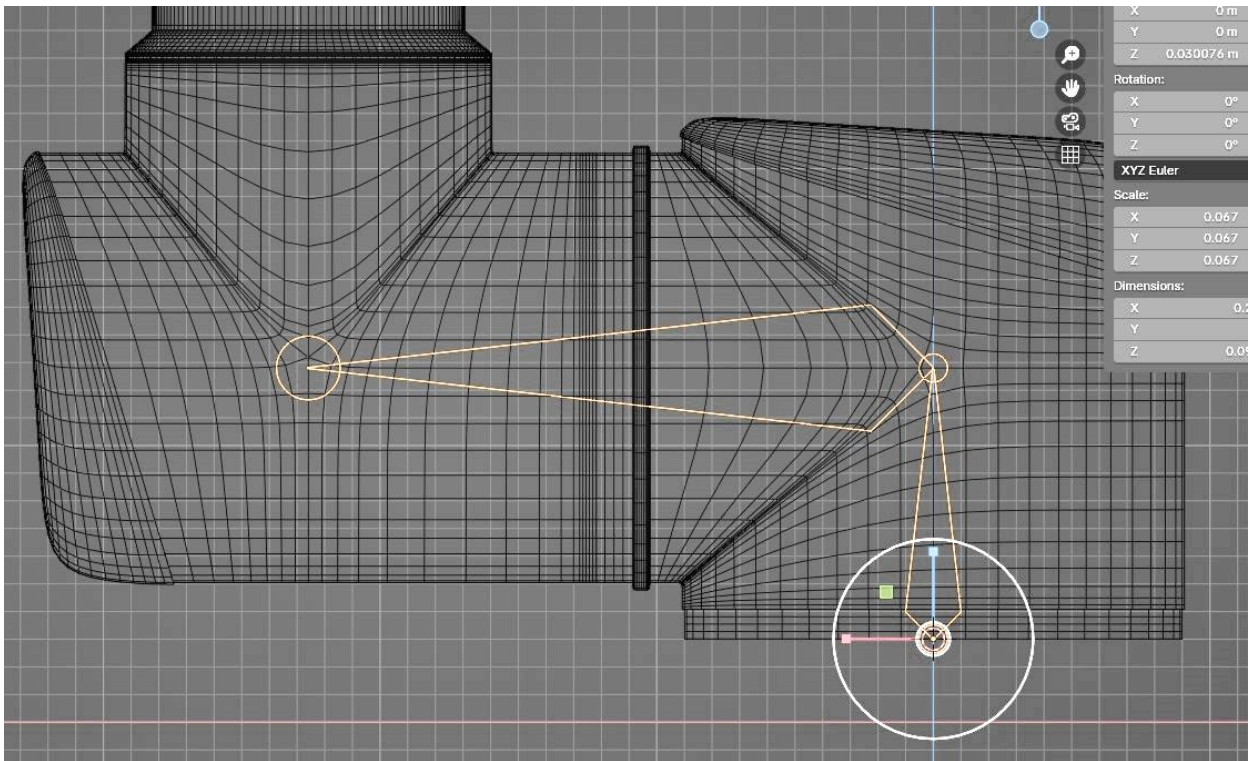 X 0 m
Y 0 m
Z 0.030076 m
Rotation:
X 0°
Y 0°
Z 0°
XYZ Euler
Scale:
X 0.067
Y 0.067
Z 0.067
Dimensions:
X
Y
Z